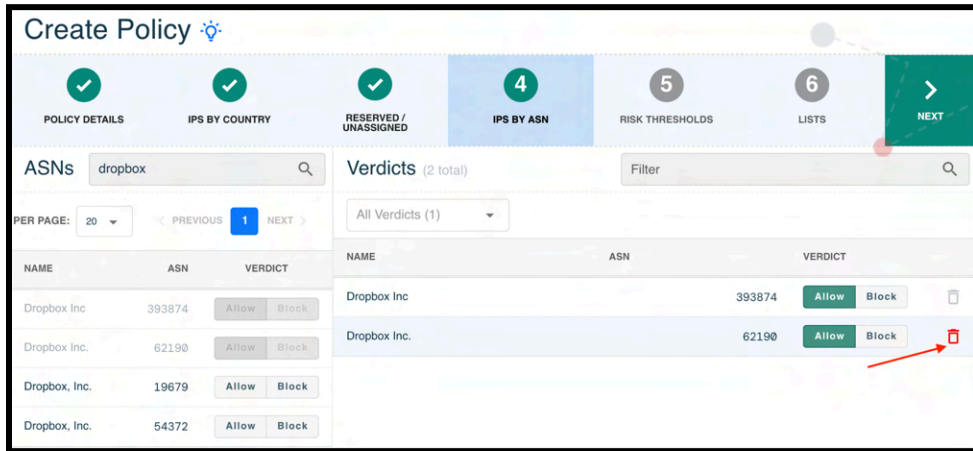 Create Policy
4 5 6
POLICY DETAILS IPS BY COUNTRY RESERVED / UNASSIGNED IPS BY ASN RISK THRESHOLDS LISTS NEXT
ASNs dropbox
PER PAGE: 20 PREVIOUS 1 NEXT
NAME ASN VERDICT
Dropbox Inc 393874 Allow Block
Dropbox Inc. 62190 Allow Block
Dropbox, Inc. 19679 Allow Block
Dropbox, Inc. 54372 Allow Block
Verdicts (2 total) Filter
All Verdicts (1)
NAME ASN VERDICT
Dropbox Inc 393874 Allow Block
Dropbox Inc. 62190 Allow Block